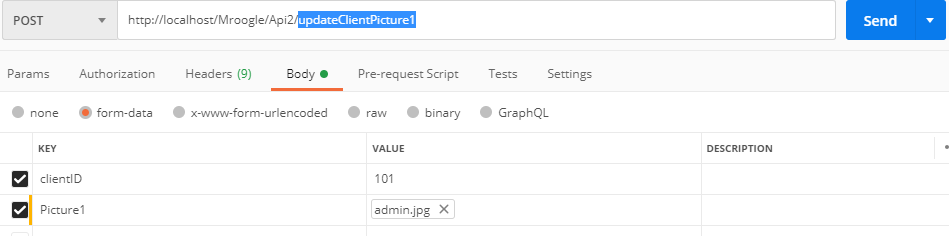 POST http://localhost/Mroogle/Api2/updateClientPicture1 Send
Params Authorization Headers (9) Body Pre-request Script Tests Settings
none form-data x-www-form-urlencoded raw binary GraphQL
KEY VALUE DESCRIPTION
clientID 101
Picture1 admin.jpg